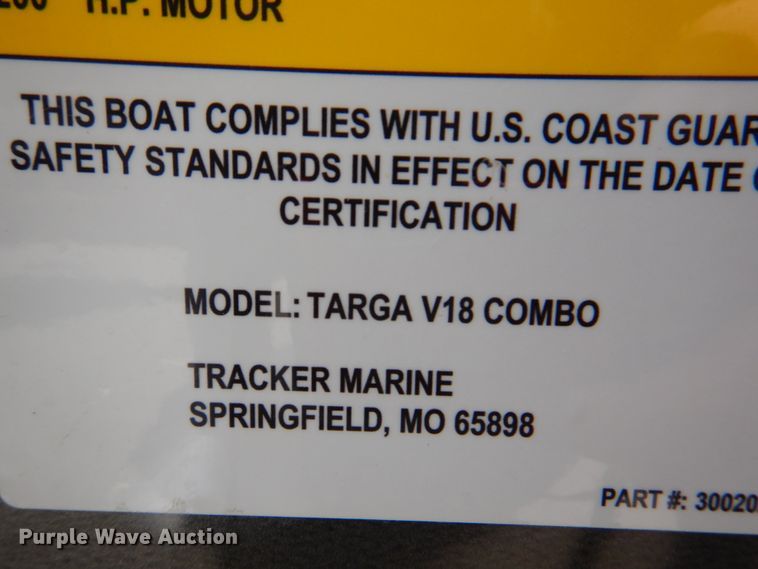 H.P. MOTOR
THIS BOAT COMPLIES WITH U.S. COAST
SAFETY STANDARDS IN EFFECT ON THE DATE
CERTIFICATION
MODEL: TARGA V18 COMBO
TRACKER MARINE
SPRINGFIELD, MO 65898
PART #: 30020
Purple Wave Auction